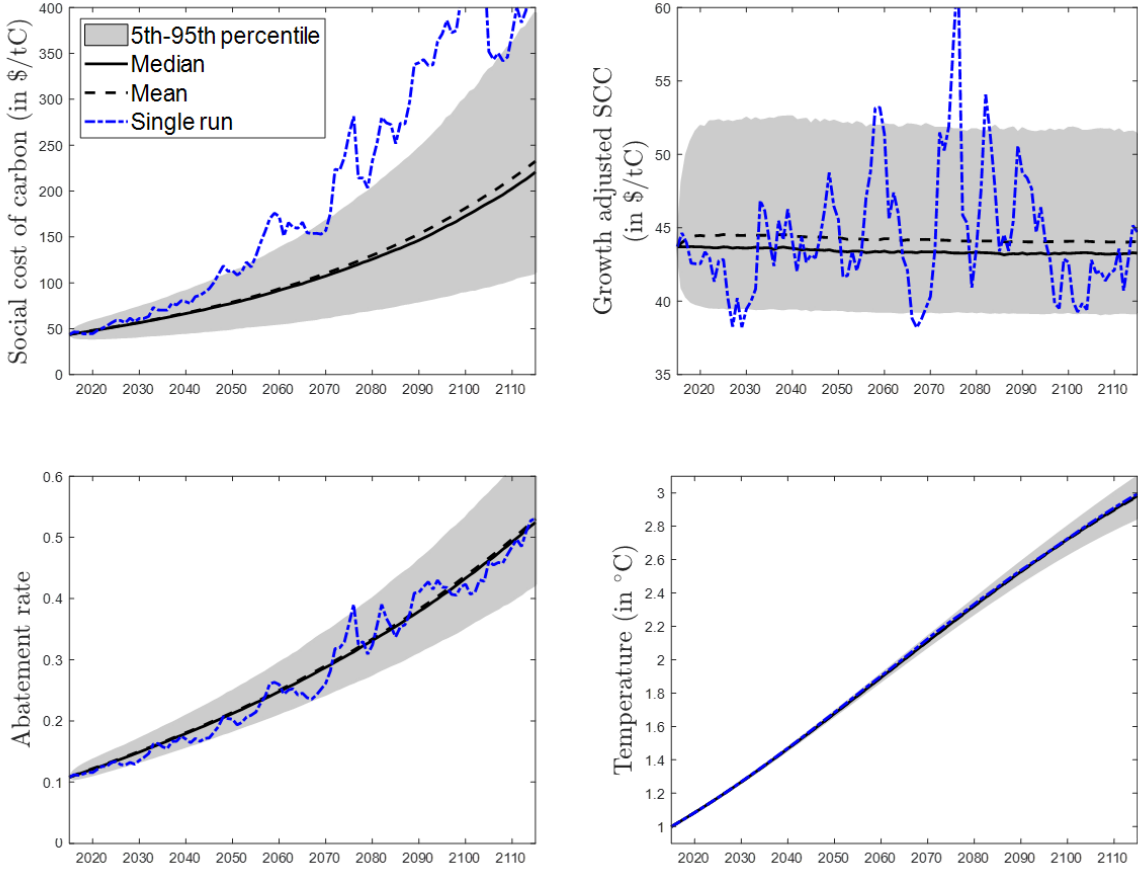 Social cost of carbon (in $/tC)
400
350
300
250
200
150
100
50
0
5th-95th percentile
Median
Mean
Single run
2020 2030 2040 2050 2060 2070 2080 2090 2100 2110
Growth adjusted SCC
(in $/tC)
60
55
50
45
40
35
2020 2030 2040 2050 2060 2070 2080 2090 2100 2110
Abatement rate
0.6
0.5
0.4
0.3
0.2
0.1
0
2020 2030 2040 2050 2060 2070 2080 2090 2100 2110
Temperature (in °C)
3
2.8
2.6
2.4
2.2
2
1.8
1.6
1.4
1.2
1
2020 2030 2040 2050 2060 2070 2080 2090 2100 2110